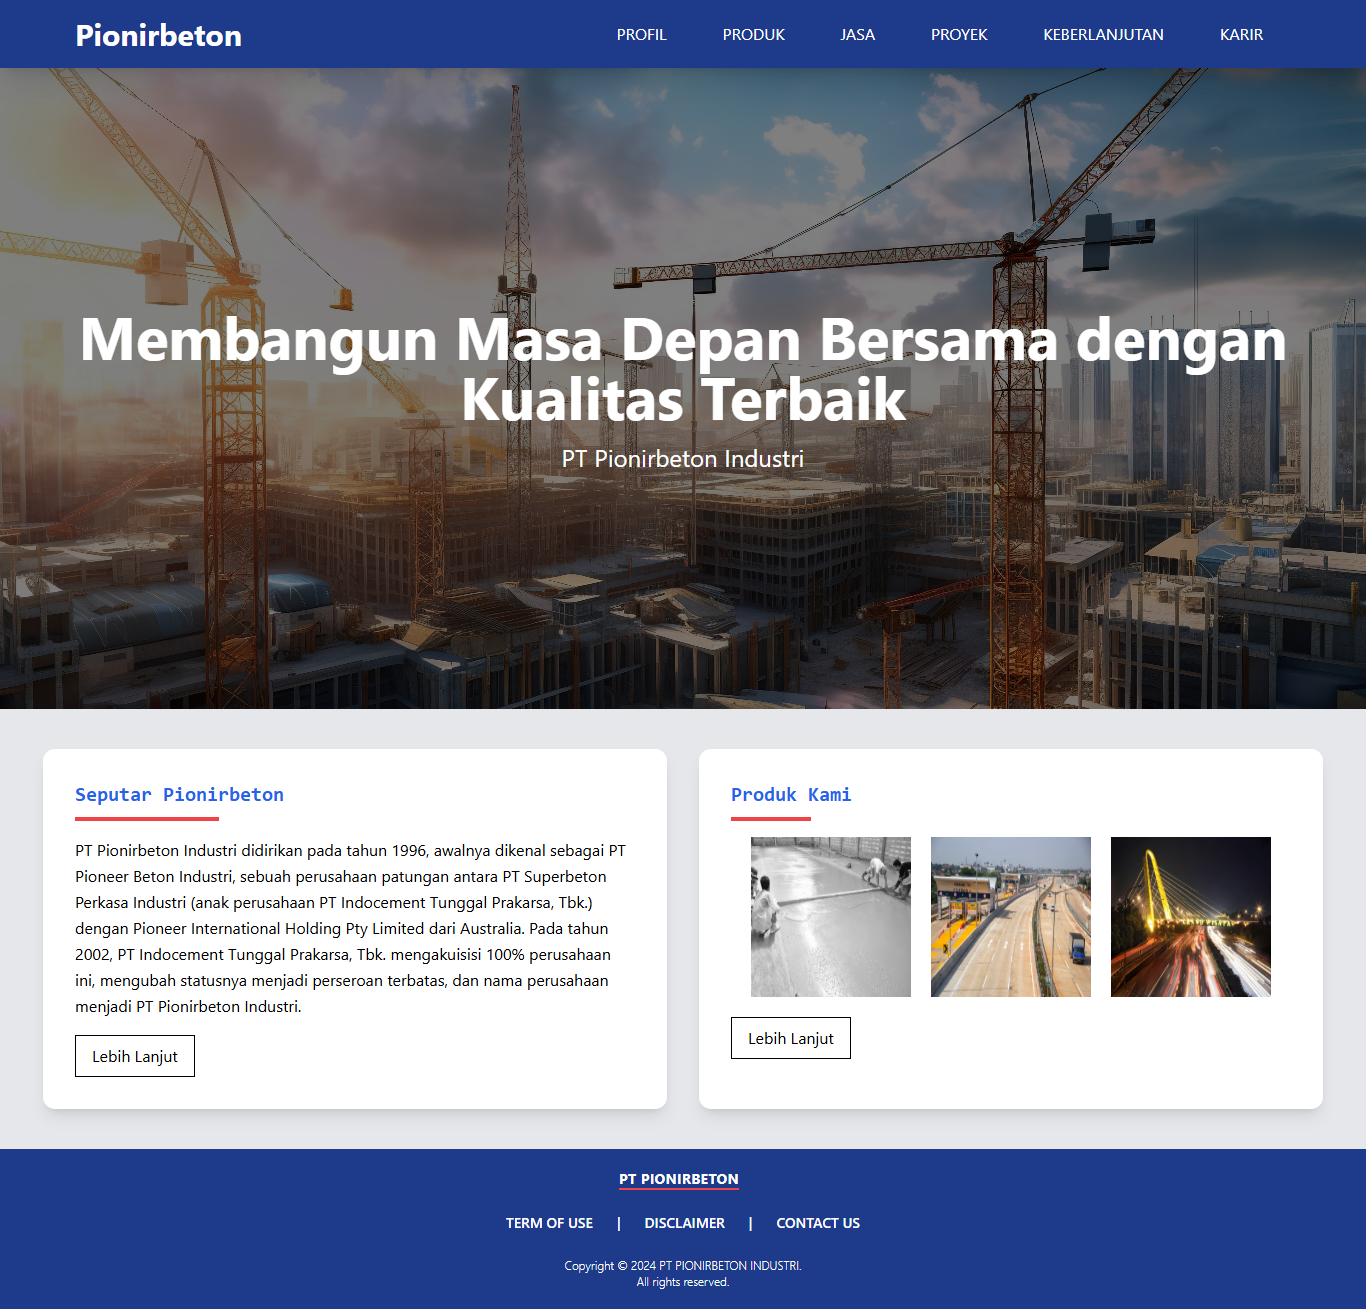 Pionirbeton
PROFIL PRODUK JASA PROYEK KEBERLANJUTAN KARIR
Membangun Masa Depan Bersama dengan
Kualitas Terbaik
PT Pionirbeton Industri
Seputar Pionirbeton
PT Pionirbeton Industri didirikan pada tahun 1996, awalnya dikenal sebagai PT
Pioneer Beton Industri, sebuah perusahaan patungan antara PT Superbeton
Perkasa Industri (anak perusahaan PT Indocement Tunggal Prakarsa, Tbk.)
dengan Pioneer International Holding Pty Limited dari Australia. Pada tahun
2002, PT Indocement Tunggal Prakarsa, Tbk. mengakuisisi 100% perusahaan
ini, mengubah statusnya menjadi perseroan terbatas, dan nama perusahaan
menjadi PT Pionirbeton Industri.
Lebih Lanjut
Produk Kami
Lebih Lanjut
PT PIONIRBETON
TERM OF USE | DISCLAIMER | CONTACT US
Copyright © 2024 PT PIONIRBETON INDUSTRI.
All rights reserved.